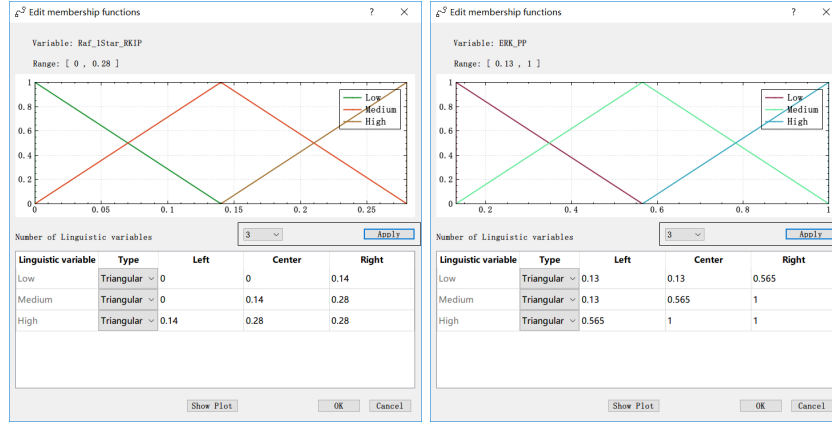 Edit membership functions ? ×
Variable: Raf_1Star_RKIP
Range: [ 0 , 0.28 ]
1
0.8
0.6
0.4
0.2
0
0 0.05 0.1 0.15 0.2 0.25
Low
Medium
High
Number of Linguistic variables 3 Apply
Linguistic variable Type Left Center Right
Low Triangular 0 0 0.14
Medium Triangular 0 0.14 0.28
High Triangular 0.14 0.28 0.28
Show Plot OK Cancel
Edit membership functions ? ×
Variable: ERK_PP
Range: [ 0.13 , 1 ]
1
0.8
0.6
0.4
0.2
0
0.2 0.4 0.6 0.8 1
Low
Medium
High
Number of Linguistic variables 3 Apply
Linguistic variable Type Left Center Right
Low Triangular 0.13 0.13 0.565
Medium Triangular 0.13 0.565 1
High Triangular 0.565 1 1
Show Plot OK Cancel